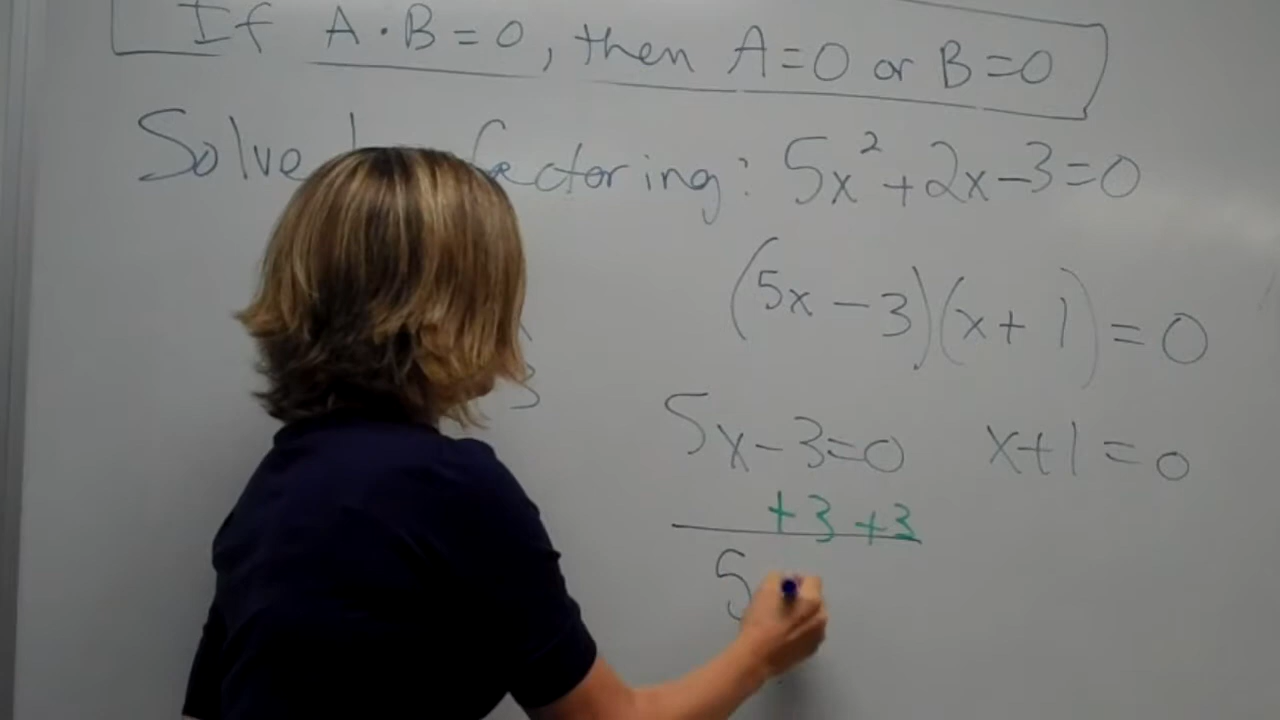 If A·B=0, then A=0 or B=0
Solve factoring: 5x²+2x-3=0
(5x-3)(x+1)=0
3
5x-3=0 x+1=0
+3 +3
5